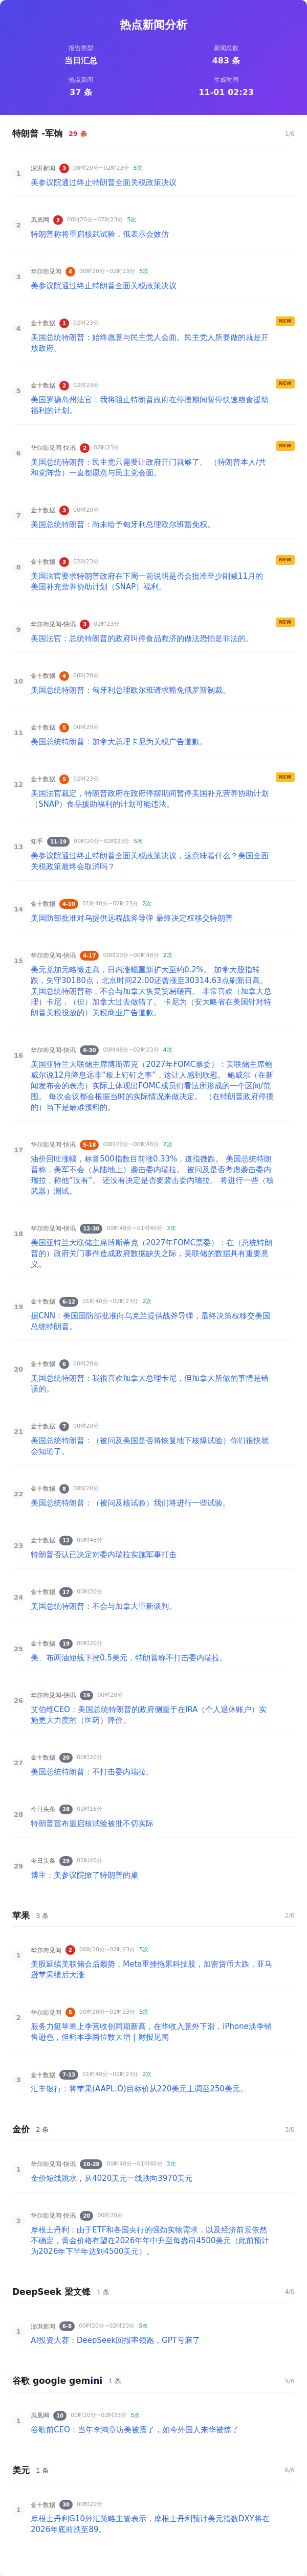 热点新闻分析
报告类型
新闻总数
当日汇总
483 条
热点新闻
生成时间
37 条
11-01 02:23
特朗普 -军饷 29 条 1/6
1
澎湃新闻 3 00时20分~02时23分 5次
美参议院通过终止特朗普全面关税政策决议
2
凤凰网 3 00时20分~02时23分 5次
特朗普称将重启核武试验，俄表示会效仿
3
华尔街见闻 4 00时20分~02时23分 5次
美参议院通过终止特朗普全面关税政策决议
4
金十数据 1 02时23分 NEW
美国总统特朗普：始终愿意与民主党人会面。民主党人所要做的就是开
放政府。
5
金十数据 2 02时23分 NEW
美国罗德岛州法官：我将阻止特朗普政府在停摆期间暂停快速粮食援助
福利的计划。
6
华尔街见闻-快讯 2 02时23分 NEW
美国总统特朗普：民主党只需要让政府开门就够了。 （特朗普本人/共
和党阵营）一直都愿意与民主党会面。
7
金十数据 3 00时20分
美国总统特朗普：尚未给予匈牙利总理欧尔班豁免权。
8
金十数据 3 02时23分 NEW
美国法官要求特朗普政府在下周一前说明是否会批准至少削减11月的
美国补充营养协助计划（SNAP）福利。
9
华尔街见闻-快讯 3 02时23分 NEW
美国法官：总统特朗普的政府叫停食品救济的做法恐怕是非法的。
10
金十数据 4 00时20分
美国总统特朗普：匈牙利总理欧尔班请求豁免俄罗斯制裁。
11
金十数据 5 00时20分
美国总统特朗普：加拿大总理卡尼为关税广告道歉。
12
金十数据 5 02时23分 NEW
美国法官裁定，特朗普政府在政府停摆期间暂停美国补充营养协助计划
（SNAP）食品援助福利的计划可能违法。
13
知乎 11-19 00时20分~02时23分 5次
美参议院通过终止特朗普全面关税政策决议，这意味着什么？美国全面
关税政策最终会取消吗？
14
金十数据 4-10 01时40分~02时23分 2次
美国防部批准对乌提供远程战斧导弹 最终决定权移交特朗普
15
华尔街见闻-快讯 4-17 00时20分~00时48分 2次
美元兑加元略微走高，日内涨幅重新扩大至约0.2%。 加拿大股指转
跌，失守30180点，北京时间22:00还曾涨至30314.63点刷新日高。
美国总统特朗普称，不会与加拿大恢复贸易磋商。 非常喜欢（加拿大总
理）卡尼，（但）加拿大过去做错了。 卡尼为（安大略省在美国针对特
朗普关税投放的）关税商业广告道歉。
16
华尔街见闻-快讯 6-30 00时48分~02时23分 4次
美国亚特兰大联储主席博斯蒂克（2027年FOMC票委）：美联储主席鲍
威尔说12月降息远非“板上钉钉之事”，这让人感到欣慰。 鲍威尔（在新
闻发布会的表态）实际上体现出FOMC成员们看法所形成的一个区间/范
围。 每次会议都会根据当时的实际情况来做决定。 （在特朗普政府停摆
的）当下是最难预料的。
17
华尔街见闻-快讯 5-18 00时20分~00时48分 2次
油价回吐涨幅，标普500指数目前涨0.33%，道指微跌。 美国总统特朗
普称，美军不会（从陆地上）袭击委内瑞拉。 被问及是否考虑袭击委内
瑞拉，称他“没有”。 还没有决定是否要袭击委内瑞拉。 将进行一些（核
武器）测试。
18
华尔街见闻-快讯 12-30 00时48分~01时40分 3次
美国亚特兰大联储主席博斯蒂克（2027年FOMC票委）：在（总统特朗
普的）政府关门事件造成政府数据缺失之际，美联储的数据具有重要意
义。
19
金十数据 6-12 01时40分~02时23分 2次
据CNN：美国国防部批准向乌克兰提供战斧导弹，最终决定权移交美国
总统特朗普。
20
金十数据 6 00时20分
美国总统特朗普：我很喜欢加拿大总理卡尼，但加拿大所做的事情是错
误的。
21
金十数据 7 00时20分
美国总统特朗普：（被问及美国是否将恢复地下核爆试验）你们很快就
会知道了。
22
金十数据 8 00时20分
美国总统特朗普：（被问及核试验）我们将进行一些试验。
23
金十数据 12 00时48分
特朗普否认已决定对委内瑞拉实施军事打击
24
金十数据 17 00时20分
美国总统特朗普：不会与加拿大重新谈判。
25
金十数据 19 00时20分
美、布两油短线下挫0.5美元，特朗普称不打击委内瑞拉。
26
华尔街见闻-快讯 19 00时20分
艾伯维CEO：美国总统特朗普的政府侧重于在IRA（个人退休账户）实
施更大力度的（医药）降价。
27
金十数据 20 00时20分
美国总统特朗普：不打击委内瑞拉。
28
今日头条 28 01时16分
特朗普宣布重启核试验被批不切实际
29
今日头条 29 01时40分
博主：美参议院掀了特朗普的桌
苹果 3 条 2/6
1
华尔街见闻 2 00时20分~02时23分 5次
美股延续美联储会后颓势，Meta重挫拖累科技股，加密货币大跌，亚马
逊苹果绩后大涨
2
华尔街见闻 5 00时20分~02时23分 5次
服务力挺苹果上季营收创同期新高，在华收入意外下滑，iPhone淡季销
售逊色，但料本季两位数大增 | 财报见闻
3
金十数据 7-13 01时40分~02时23分 2次
汇丰银行：将苹果(AAPL.O)目标价从220美元上调至250美元。
金价 2 条 3/6
1
华尔街见闻-快讯 10-28 00时48分~01时40分 3次
金价短线跳水，从4020美元一线跌向3970美元
2
华尔街见闻-快讯 20 00时20分
摩根士丹利：由于ETF和各国央行的强劲实物需求，以及经济前景依然
不确定，黄金价格有望在2026年年中升至每盎司4500美元（此前预计
为2026年下半年达到4500美元）。
DeepSeek 梁文锋 1 条 4/6
1
澎湃新闻 6-8 00时20分~02时23分 5次
AI投资大赛：DeepSeek回报率领跑，GPT亏麻了
谷歌 google gemini 1 条 5/6
1
凤凰网 10 00时20分~02时23分 5次
谷歌前CEO：当年李鸿章访美被震了，如今外国人来华被惊了
美元 1 条 6/6
1
金十数据 30 00时20分
摩根士丹利G10外汇策略主管表示，摩根士丹利预计美元指数DXY将在
2026年底前跌至89。